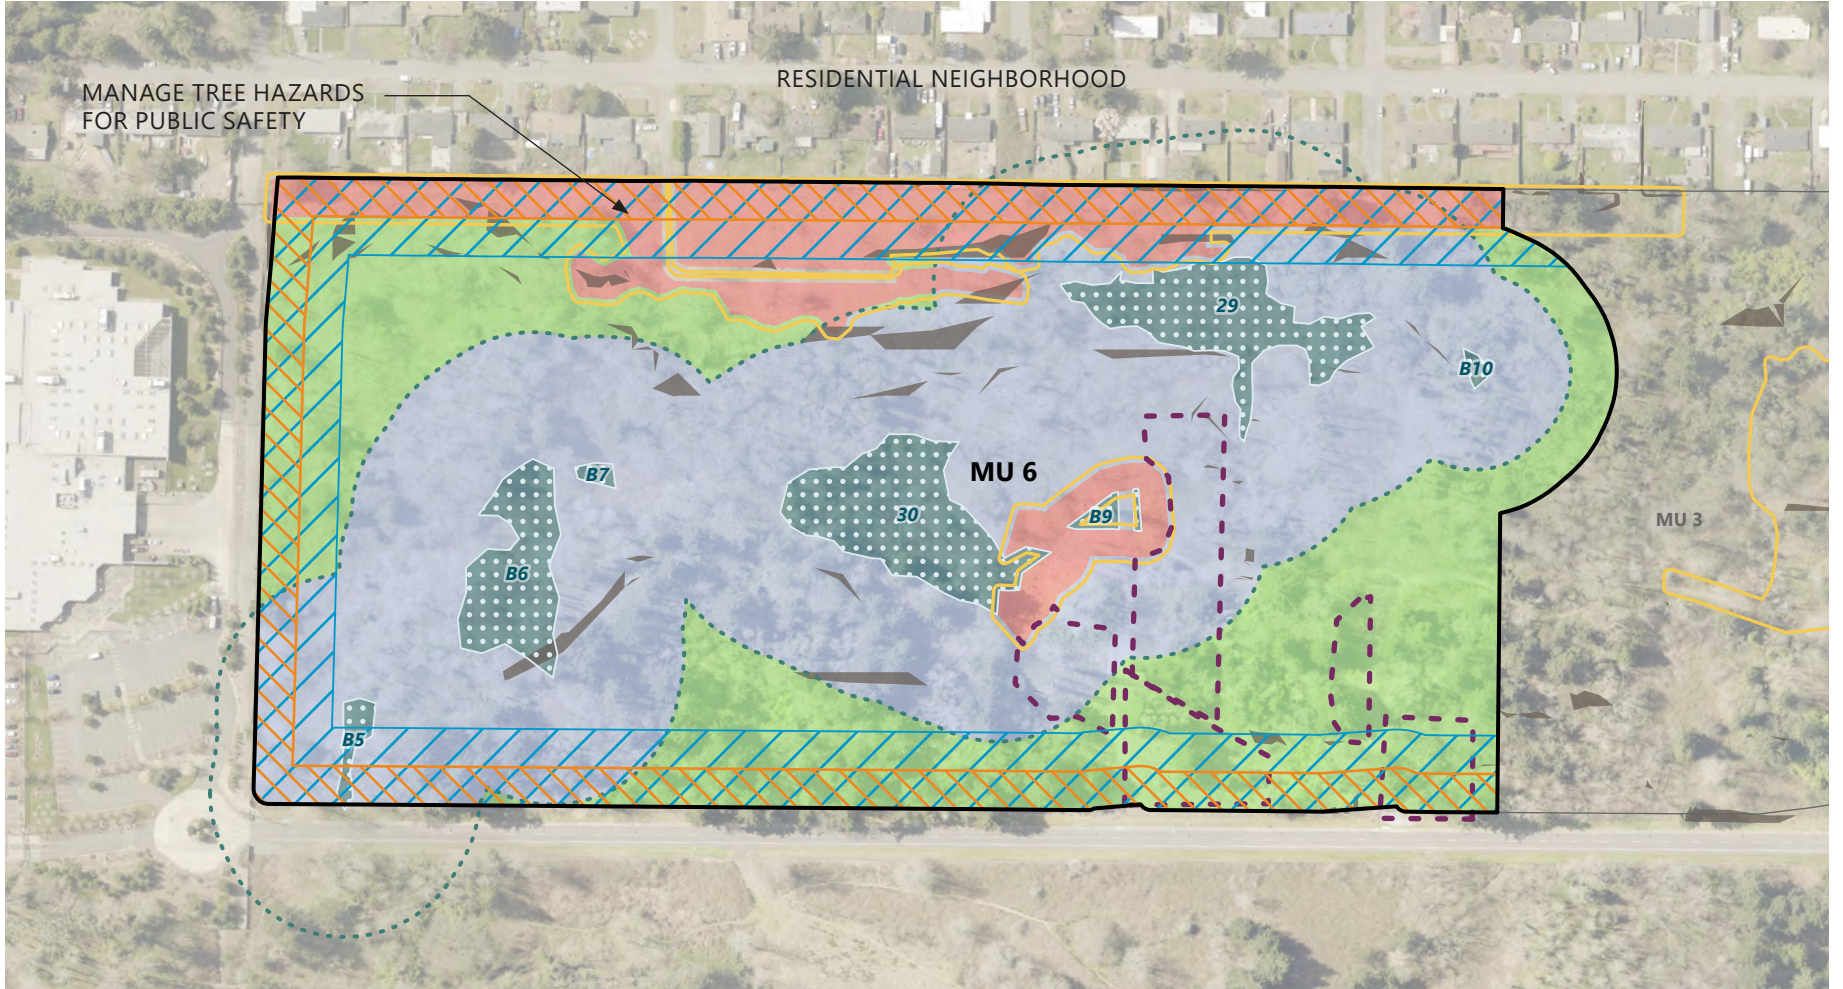 RESIDENTIAL NEIGHBORHOOD
MANAGE TREE HAZARDS
FOR PUBLIC SAFETY
29
B10
MU 6
B7
30
B9
MU 3
B6
B5